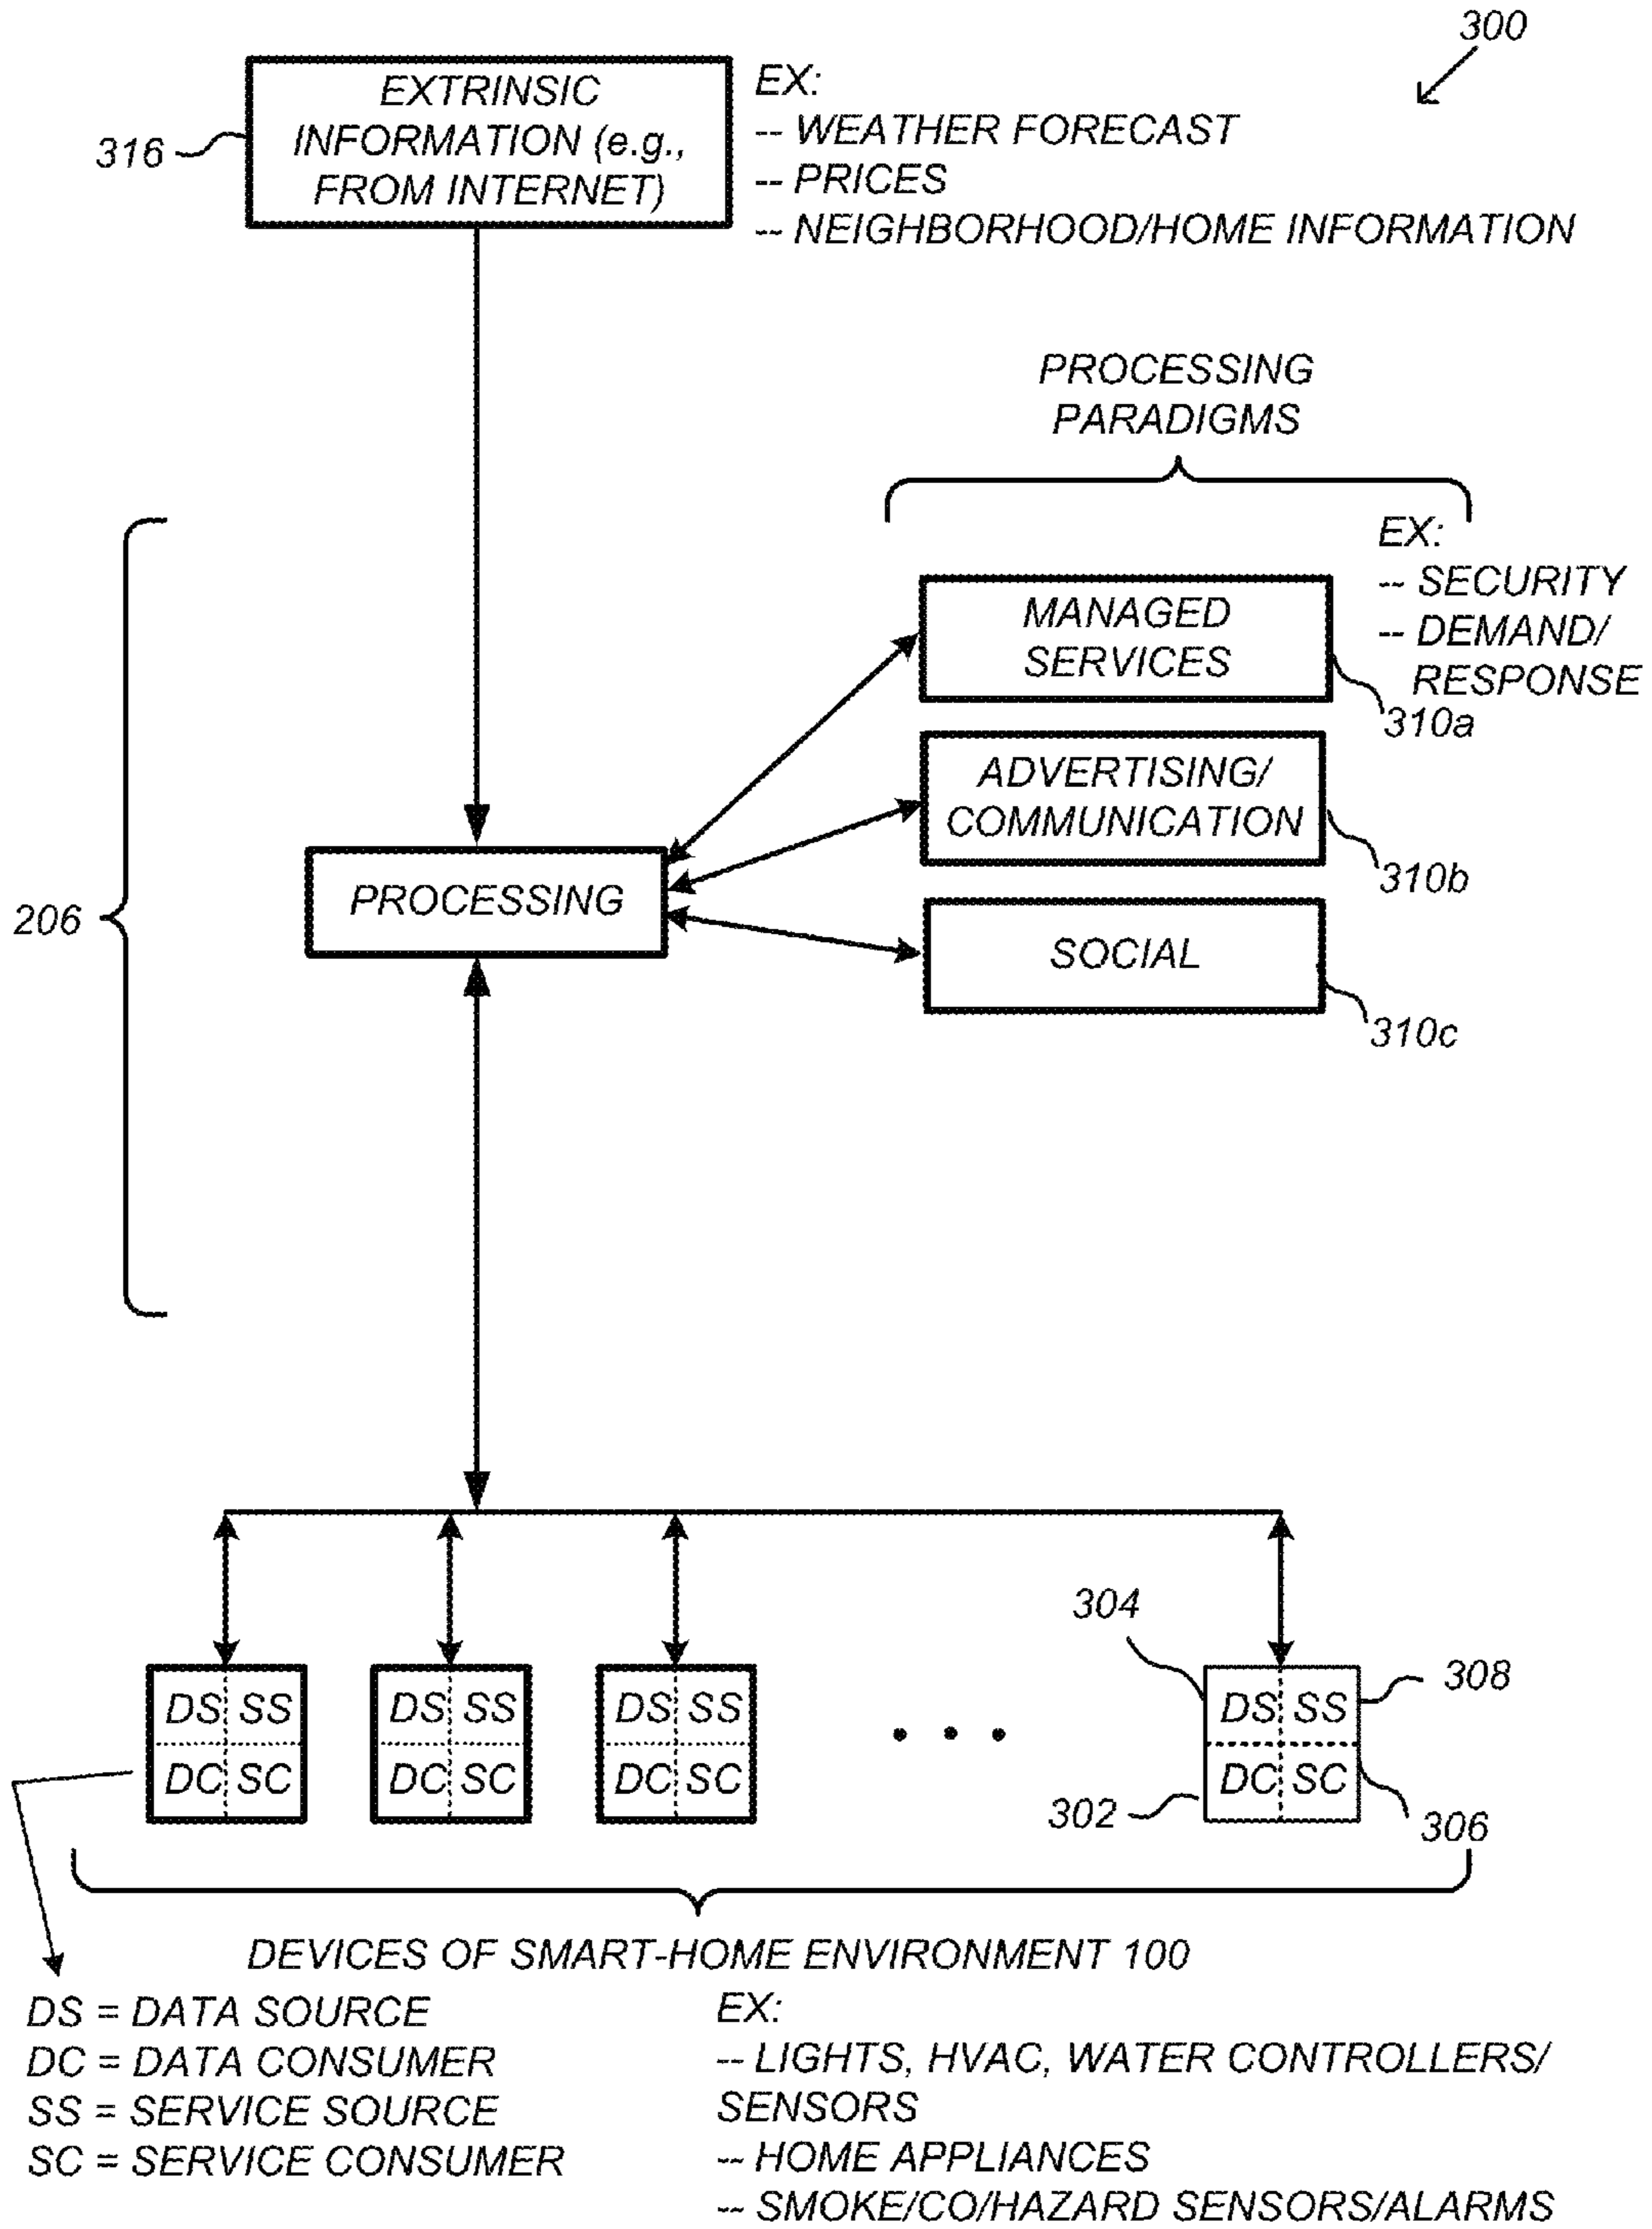 300
EXTRINSIC
INFORMATION (e.g.,
FROM INTERNET)
316
EX:
-- WEATHER FORECAST
-- PRICES
-- NEIGHBORHOOD/HOME INFORMATION
PROCESSING
PARADIGMS
EX:
-- SECURITY
-- DEMAND/
RESPONSE
MANAGED
SERVICES
310a
ADVERTISING/
COMMUNICATION
310b
PROCESSING
206
SOCIAL
310c
304
308
DS SS
DC SC
DS SS
DC SC
DS SS
DC SC
. . .
DS SS
DC SC
302
306
DEVICES OF SMART-HOME ENVIRONMENT 100
DS = DATA SOURCE
DC = DATA CONSUMER
SS = SERVICE SOURCE
SC = SERVICE CONSUMER
EX:
-- LIGHTS, HVAC, WATER CONTROLLERS/
SENSORS
-- HOME APPLIANCES
-- SMOKE/CO/HAZARD SENSORS/ALARMS